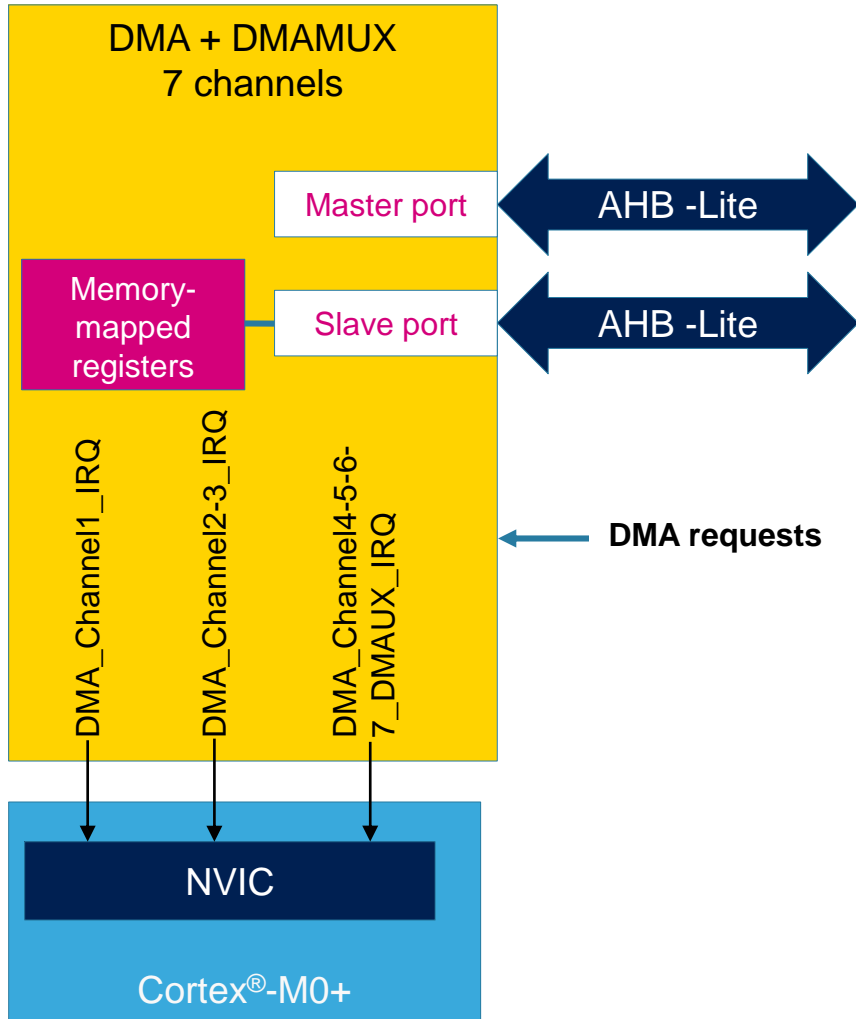 DMA + DMAMUX
7 channels
Master port
AHB -Lite
Memory-
mapped
registers
Slave port
AHB -Lite
DMA_Channel1_IRQ
DMA_Channel2-3_IRQ
DMA_Channel4-5-6-
7_DMAUX_IRQ
DMA requests
NVIC
Cortex®-M0+